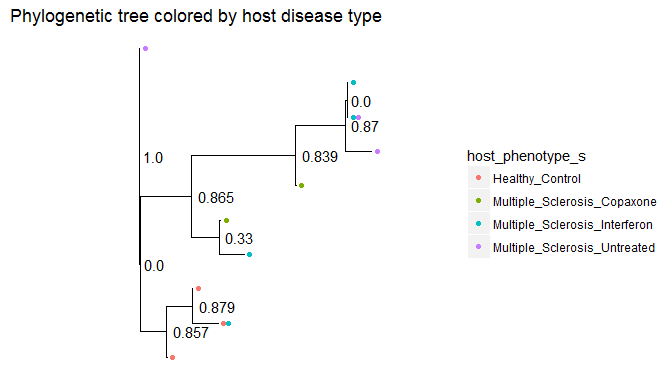 Phylogenetic tree colored by host disease type
0.0
0.87
1.0
0.839
host_phenotype_s
Healthy_Control
0.865
Multiple_Sclerosis_Copaxone
Multiple_Sclerosis_Interferon
0.33
Multiple_Sclerosis_Untreated
0.0
0.879
0.857